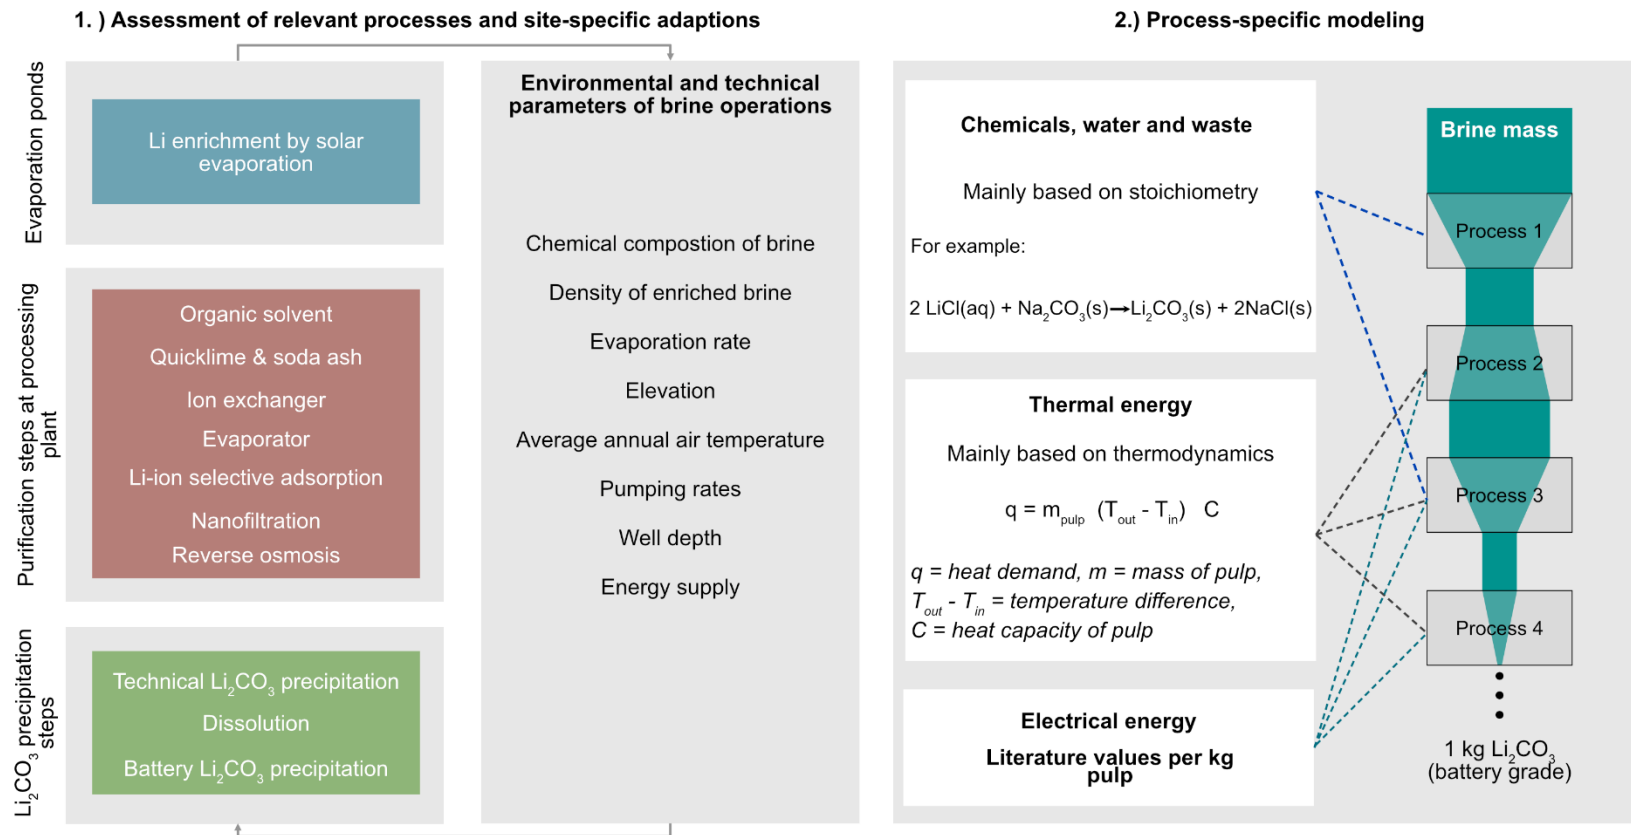 1. ) Assessment of relevant processes and site-specific adaptions
Evaporation ponds
Li enrichment by solar
evaporation
Purification steps at processing
plant
Organic solvent
Quicklime & soda ash
Ion exchanger
Evaporator
Li-ion selective adsorption
Nanofiltration
Reverse osmosis
Li₂CO₃ precipitation
steps
Technical Li₂CO₃ precipitation
Dissolution
Battery Li₂CO₃ precipitation
Environmental and technical
parameters of brine operations
Chemical compostion of brine
Density of enriched brine
Evaporation rate
Elevation
Average annual air temperature
Pumping rates
Well depth
Energy supply
2.) Process-specific modeling
Chemicals, water and waste
Mainly based on stoichiometry
For example:
2 LiCl(aq) + Na₂CO₃(s)→Li₂CO₃(s) + 2NaCl(s)
Thermal energy
Mainly based on thermodynamics
q = m_pulp (T_out - T_in) C
q = heat demand, m = mass of pulp,
T_out - T_in = temperature difference,
C = heat capacity of pulp
Electrical energy
Literature values per kg
pulp
Brine mass
Process 1
Process 2
Process 3
Process 4
1 kg Li₂CO₃
(battery grade)